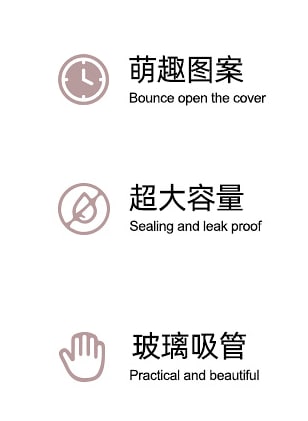 萌趣图案
Bounce open the cover
超大容量
Sealing and leak proof
玻璃吸管
Practical and beautiful